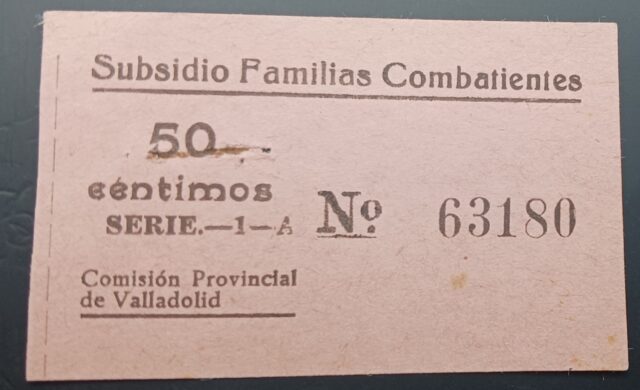 Subsidio Familias Combatientes
50
céntimos
SERIE.—1—A Nº 63180
Comisión Provincial
de Valladolid